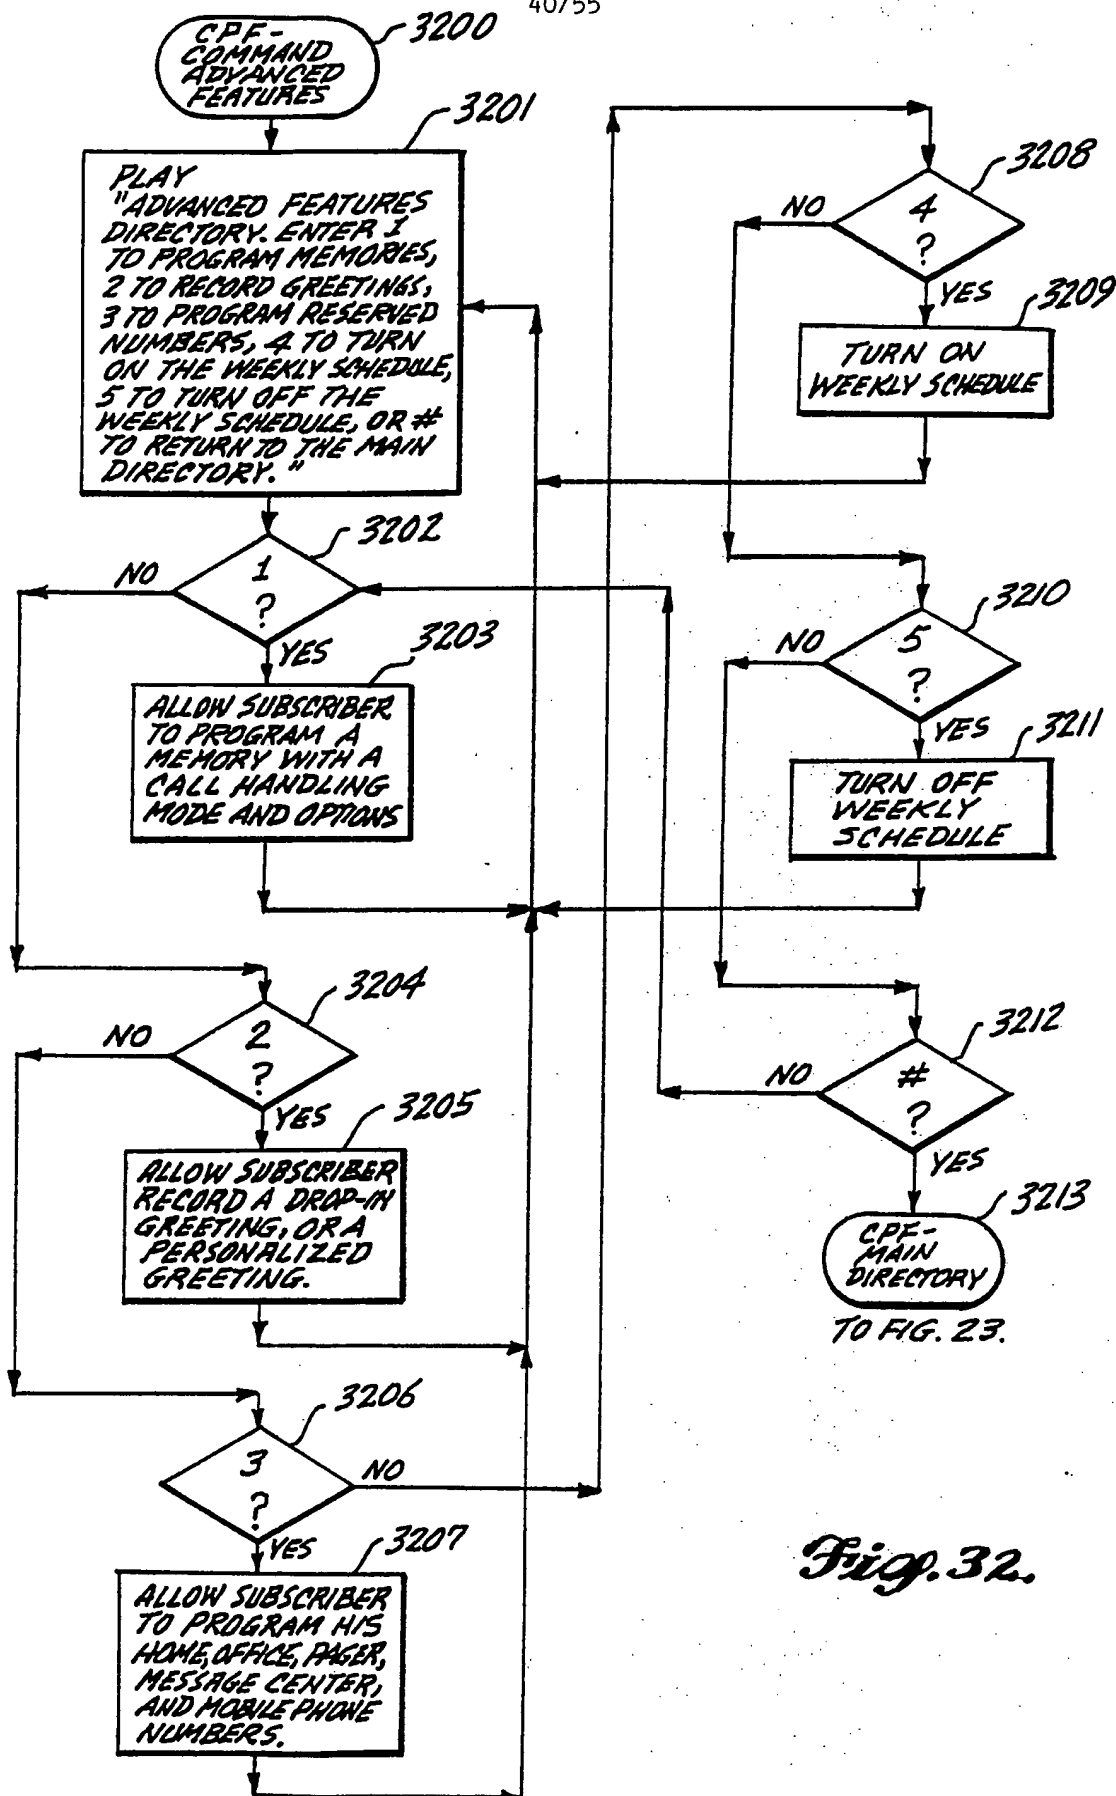 40/55
CPF-
COMMAND
ADVANCED
FEATURES
3200
3201
PLAY
"ADVANCED FEATURES
DIRECTORY. ENTER 1
TO PROGRAM MEMORIES,
2 TO RECORD GREETINGS,
3 TO PROGRAM RESERVED
NUMBERS, 4 TO TURN
ON THE WEEKLY SCHEDULE,
5 TO TURN OFF THE
WEEKLY SCHEDULE, OR #
TO RETURN TO THE MAIN
DIRECTORY."
3202
1
?
NO
YES
3203
ALLOW SUBSCRIBER
TO PROGRAM A
MEMORY WITH A
CALL HANDLING
MODE AND OPTIONS
3204
2
?
NO
YES
3205
ALLOW SUBSCRIBER
RECORD A DROP-IN
GREETING, OR A
PERSONALIZED
GREETING.
3206
3
?
NO
YES
3207
ALLOW SUBSCRIBER
TO PROGRAM HIS
HOME, OFFICE, PAGER,
MESSAGE CENTER,
AND MOBILE PHONE
NUMBERS.
3208
4
?
NO
YES
3209
TURN ON
WEEKLY SCHEDULE
3210
5
?
NO
YES
3211
TURN OFF
WEEKLY
SCHEDULE
3212
#
?
NO
YES
3213
CPF-
MAIN
DIRECTORY
TO FIG. 23.
Fig. 32.